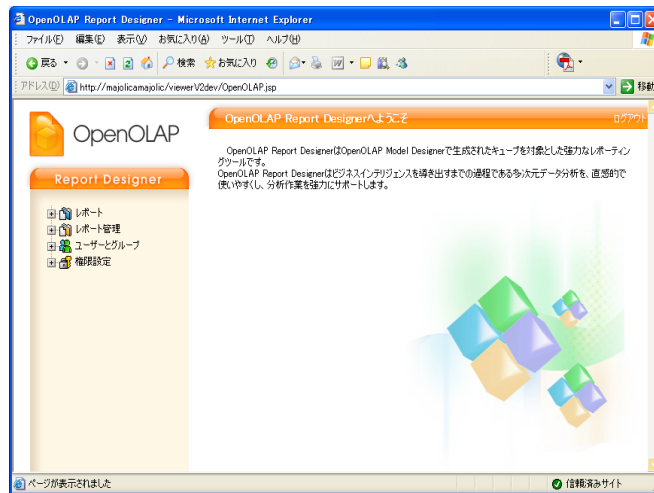 OpenOLAP Report Designer - Microsoft Internet Explorer
ファイル(F) 編集(E) 表示(V) お気に入り(A) ツール(T) ヘルプ(H)
戻る 検索 お気に入り
アドレス(D) http://majolicamajolic/viewerV2dev/OpenOLAP.jsp 移動
OpenOLAP
Report Designer
レポート
レポート管理
ユーザーとグループ
権限設定
OpenOLAP Report Designerへようこそ ログアウト
OpenOLAP Report DesignerはOpenOLAP Model Designerで生成されたキューブを対象とした強力なレポーティングツールです。
OpenOLAP Report Designerはビジネスインテリジェンスを導き出すまでの過程である多次元データ分析を、直感的で
使いやすくし、分析作業を強力にサポートします。
ページが表示されました 信頼済みサイト